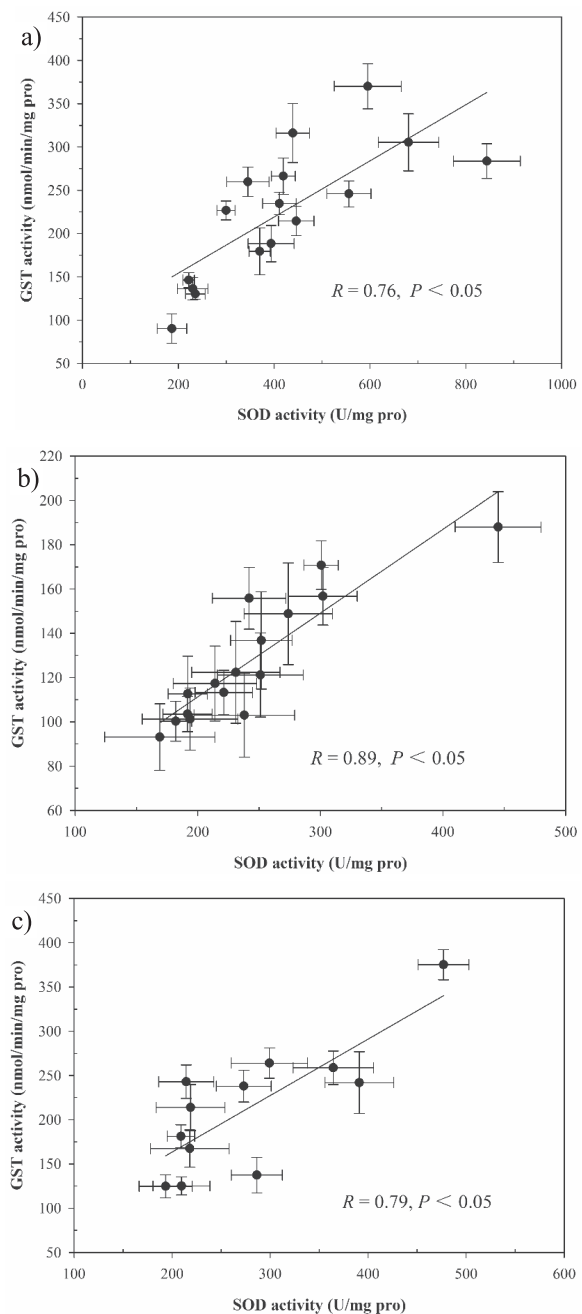 a)
450
400
350
300
250
200
150
100
50
GST activity (nmol/min/mg pro)
R = 0.76, P < 0.05
0 200 400 600 800 1000
SOD activity (U/mg pro)
b)
220
200
180
160
140
120
100
80
60
GST activity (nmol/min/mg pro)
R = 0.89, P < 0.05
100 200 300 400 500
SOD activity (U/mg pro)
c)
450
400
350
300
250
200
150
100
50
GST activity (nmol/min/mg pro)
R = 0.79, P < 0.05
100 200 300 400 500 600
SOD activity (U/mg pro)